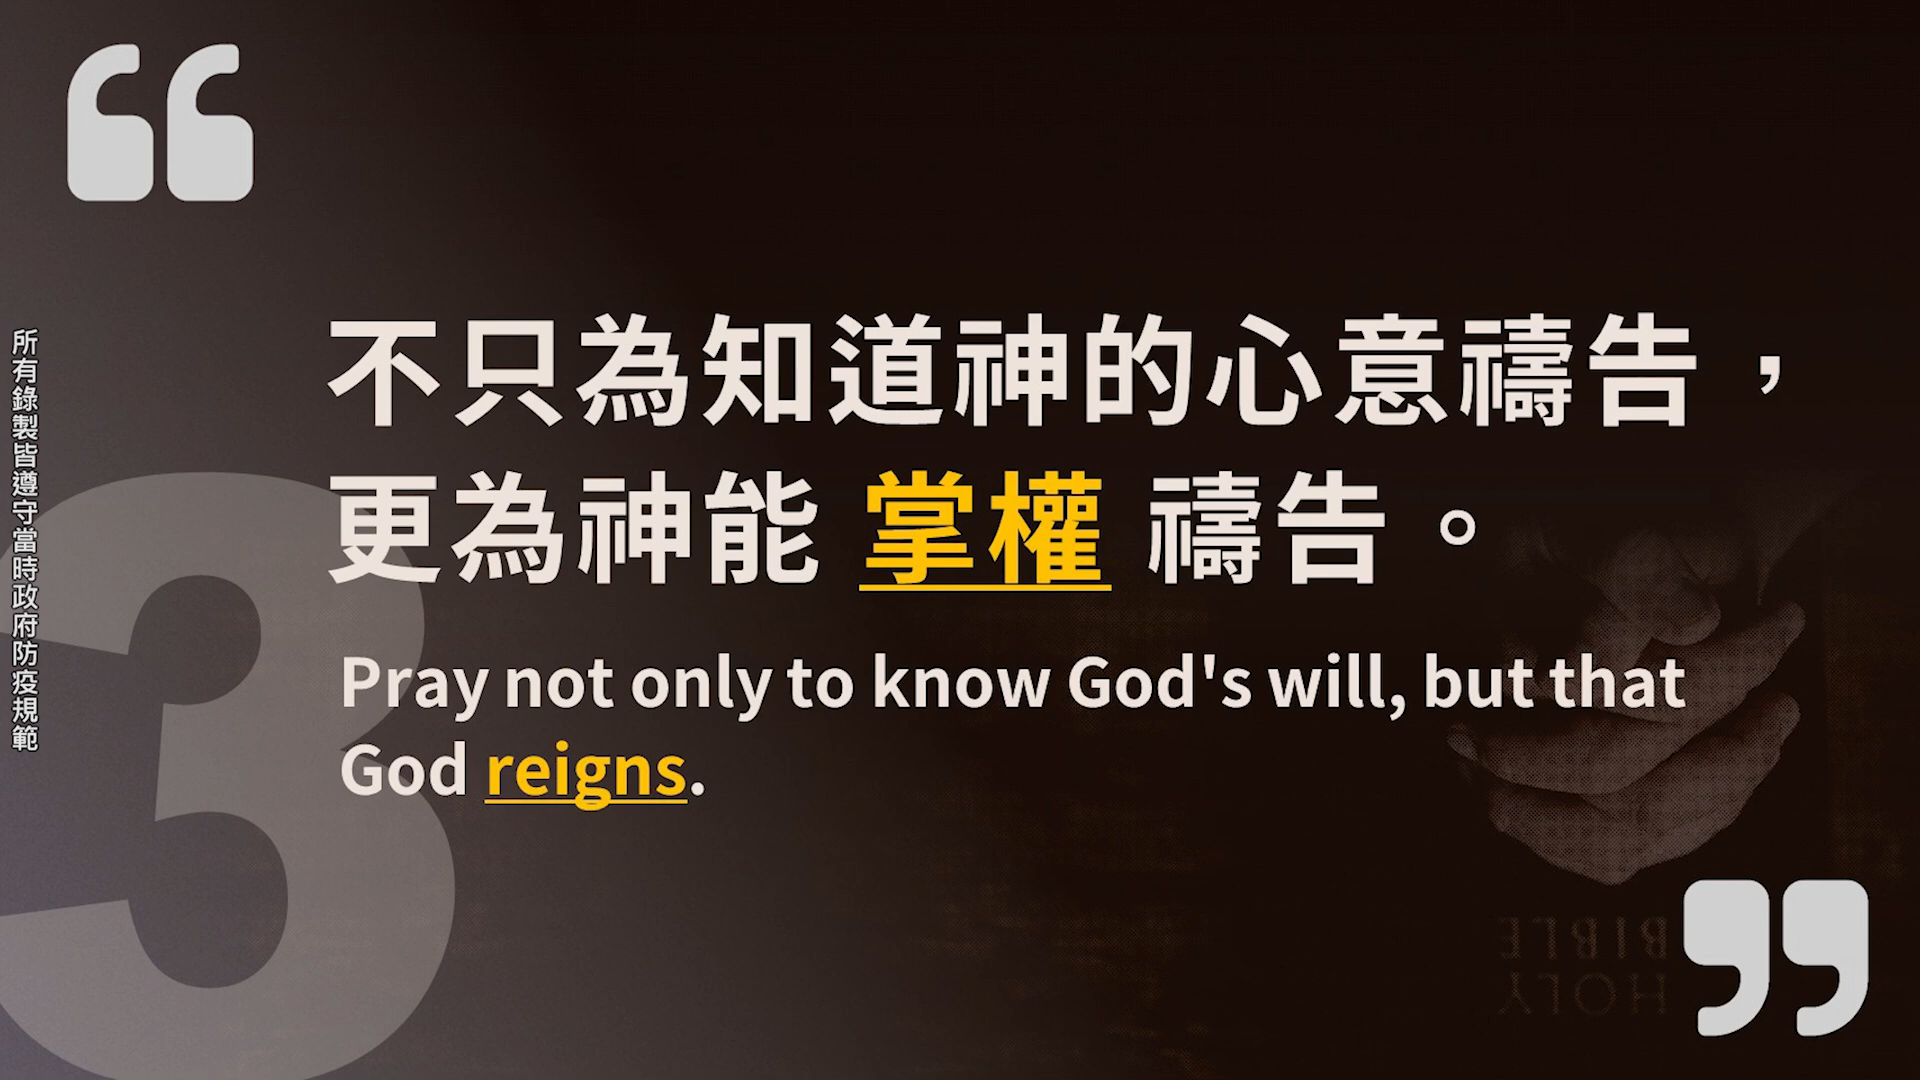 “
不只為知道神的心意禱告，
更為神能 掌權 禱告。
Pray not only to know God's will, but that
God reigns.
”
3
所有錄製皆遵守當時政府防疫規範
HOLY
BIBLE